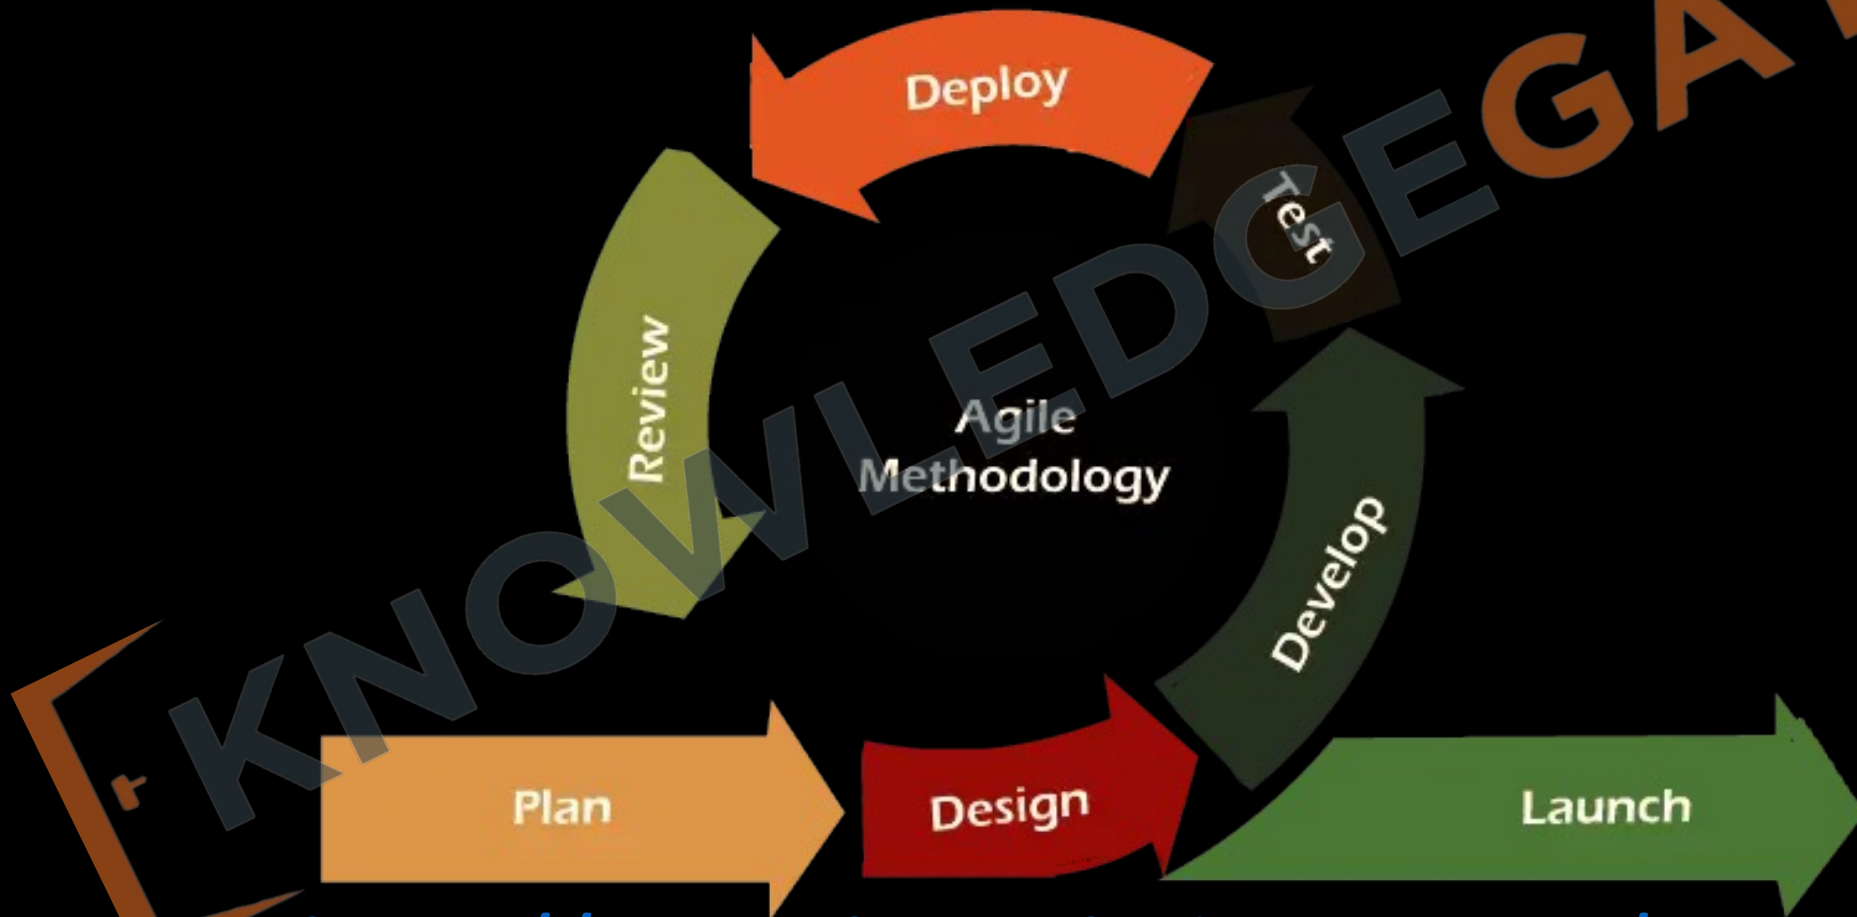 Deploy
Test
Review
Agile
Methodology
Develop
Plan
Design
Launch
KNOWLEDGEGA